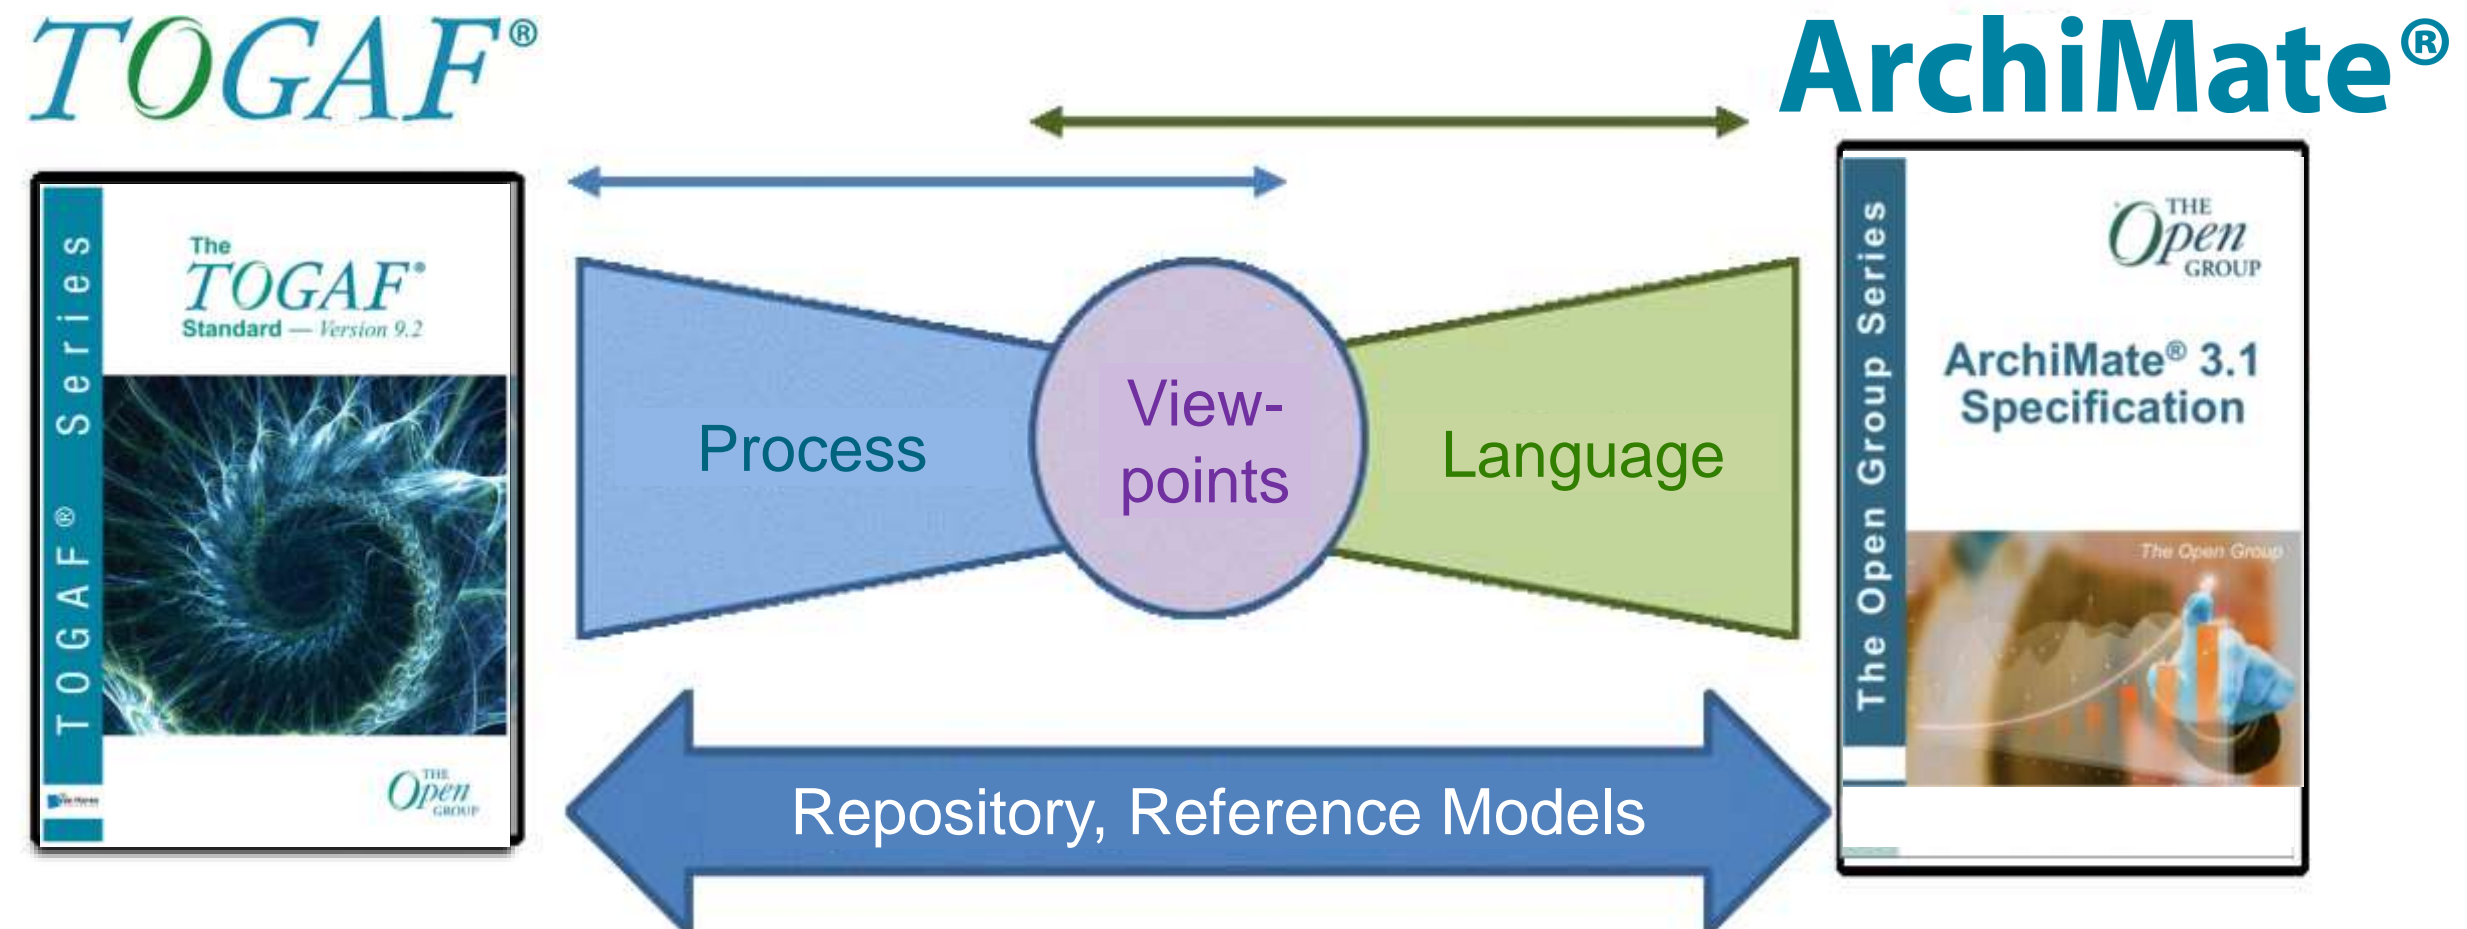 TOGAF®
ArchiMate®
TOGAF® Series
The
TOGAF®
Standard — Version 9.2
THE
Open
GROUP
Process
View-
points
Language
Repository, Reference Models
The Open Group Series
THE
Open
GROUP
ArchiMate® 3.1
Specification
The Open Group